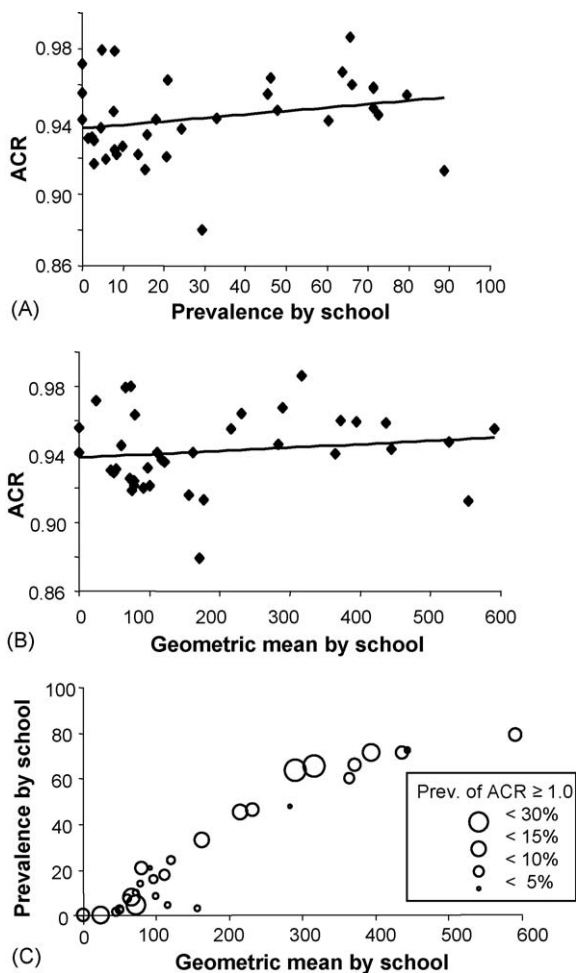 (A)
ACR
0.98
0.94
0.90
0.86
0 10 20 30 40 50 60 70 80 90 100
Prevalence by school
(B)
ACR
0.98
0.94
0.90
0.86
0 100 200 300 400 500 600
Geometric mean by school
(C)
Prevalence by school
100
80
60
40
20
0
0 100 200 300 400 500 600
Geometric mean by school
Prev. of ACR ≥ 1.0
< 30%
< 15%
< 10%
< 5%